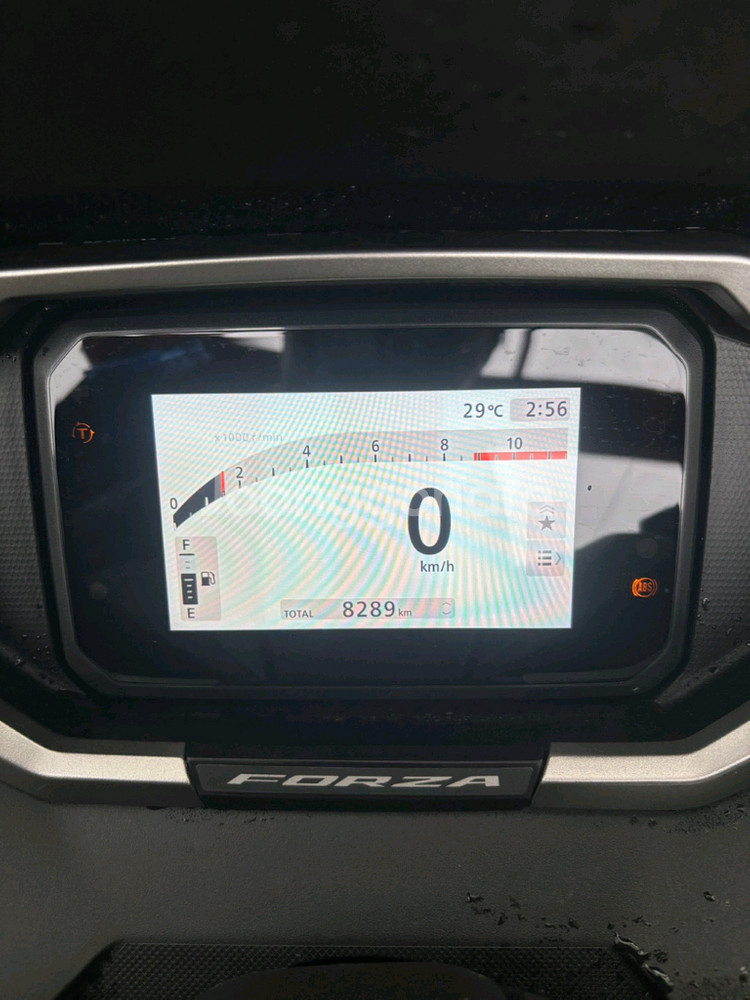 29°C 2:56
x1000 r/min
0 2 4 6 8 10
T
0
km/h
F
E
ABS
TOTAL 8289 km
FORZA